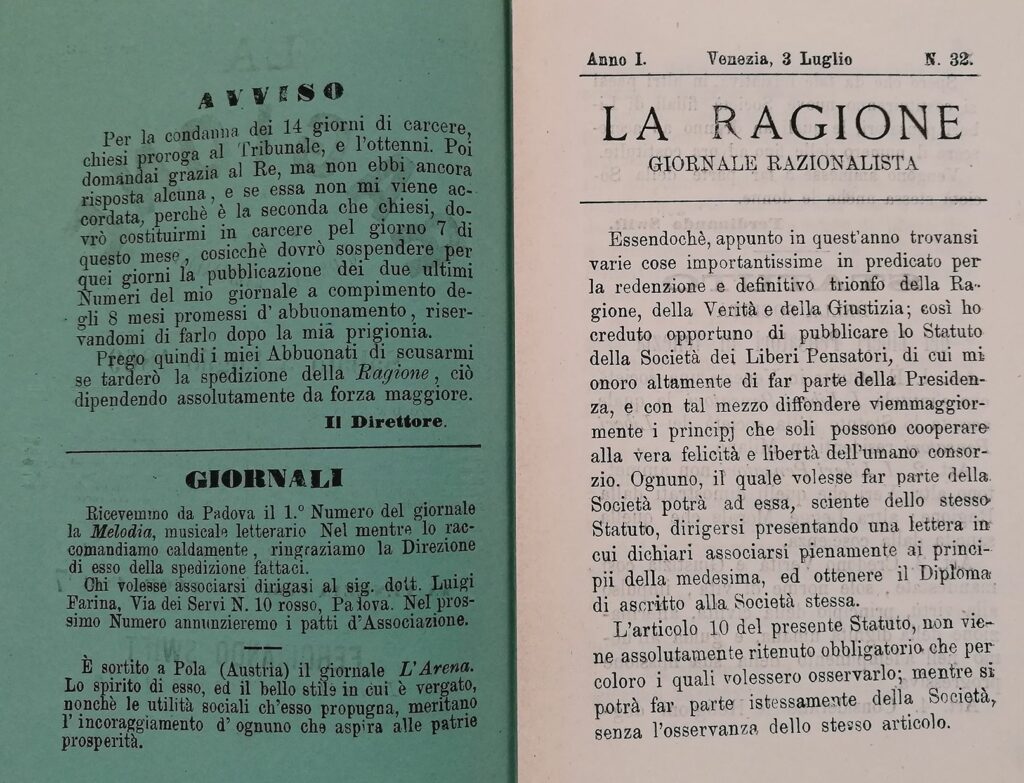 AVVISO
Per la condanna dei 14 giorni di carcere,
chiesi proroga al Tribunale, e l'ottenni. Poi
domandai grazia al Re, ma non ebbi ancora
risposta alcuna, e se essa non mi viene ac-
cordata, perchè è la seconda che chiesi, do-
vrò costituirmi in carcere pel giorno 7 di
questo mese, cosicchè dovrò sospendere per
quei giorni la pubblicazione dei due ultimi
Numeri del mio giornale a compimento de-
gli 8 mesi promessi d'abbuonamento, riser-
vandomi di farlo dopo la mia prigionia.
Prego quindi i miei Abbuonati di scusarmi
se tarderò la spedizione della Ragione, ciò
dipendendo assolutamente da forza maggiore.
Il Direttore.
GIORNALI
Ricevemmo da Padova il 1.° Numero del giornale
la Melodia, musicale letterario Nel mentre lo rac-
comandiamo caldamente, ringraziamo la Direzione
di esso della spedizione fattaci.
Chi volesse associarsi dirigasi al sig. dott. Luigi
Farina, Via dei Servi N. 10 rosso, Padova. Nel pros-
simo Numero annunzieremo i patti d'Associazione.
È sortito a Pola (Austria) il giornale L'Arena.
Lo spirito di esso, ed il bello stile in cui è vergato,
nonchè le utilità sociali ch'esso propugna, meritano
l'incoraggiamento d'ognuno che aspira alle patrie
prosperità.
Anno I. Venezia, 3 Luglio N. 32.
LA RAGIONE
GIORNALE RAZIONALISTA
Essendochè, appunto in quest'anno trovansi
varie cose importantissime in predicato per
la redenzione e definitivo trionfo della Ra-
gione, della Verità e della Giustizia; così ho
creduto opportuno di pubblicare lo Statuto
della Società dei Liberi Pensatori, di cui mi
onoro altamente di far parte della Presiden-
za, e con tal mezzo diffondere viemmaggior-
mente i principj che soli possono cooperare
alla vera felicità e libertà dell'umano consor-
zio. Ognuno, il quale volesse far parte della
Società potrà ad essa, sciente dello stesso
Statuto, dirigersi presentando una lettera in
cui dichiari associarsi pienamente ai princi-
pii della medesima, ed ottenere il Diploma
di ascritto alla Società stessa.
L'articolo 10 del presente Statuto, non vie-
ne assolutamente ritenuto obbligatorio che per
coloro i quali volessero osservarlo; mentre si
potrà far parte istessamente della Società,
senza l'osservanza dello stesso articolo.